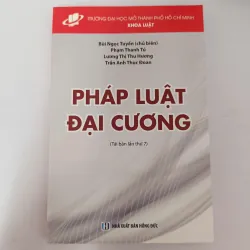 TRƯỜNG ĐẠI HỌC MỞ THÀNH PHỐ HỒ CHÍ MINH
KHOA LUẬT
Bùi Ngọc Tuyền (chủ biên)
Phạm Thanh Tú
Lương Thị Thu Hương
Trần Anh Thục Đoan
PHÁP LUẬT
ĐẠI CƯƠNG
(Tái bản lần thứ 7)
NHÀ XUẤT BẢN HỒNG ĐỨC